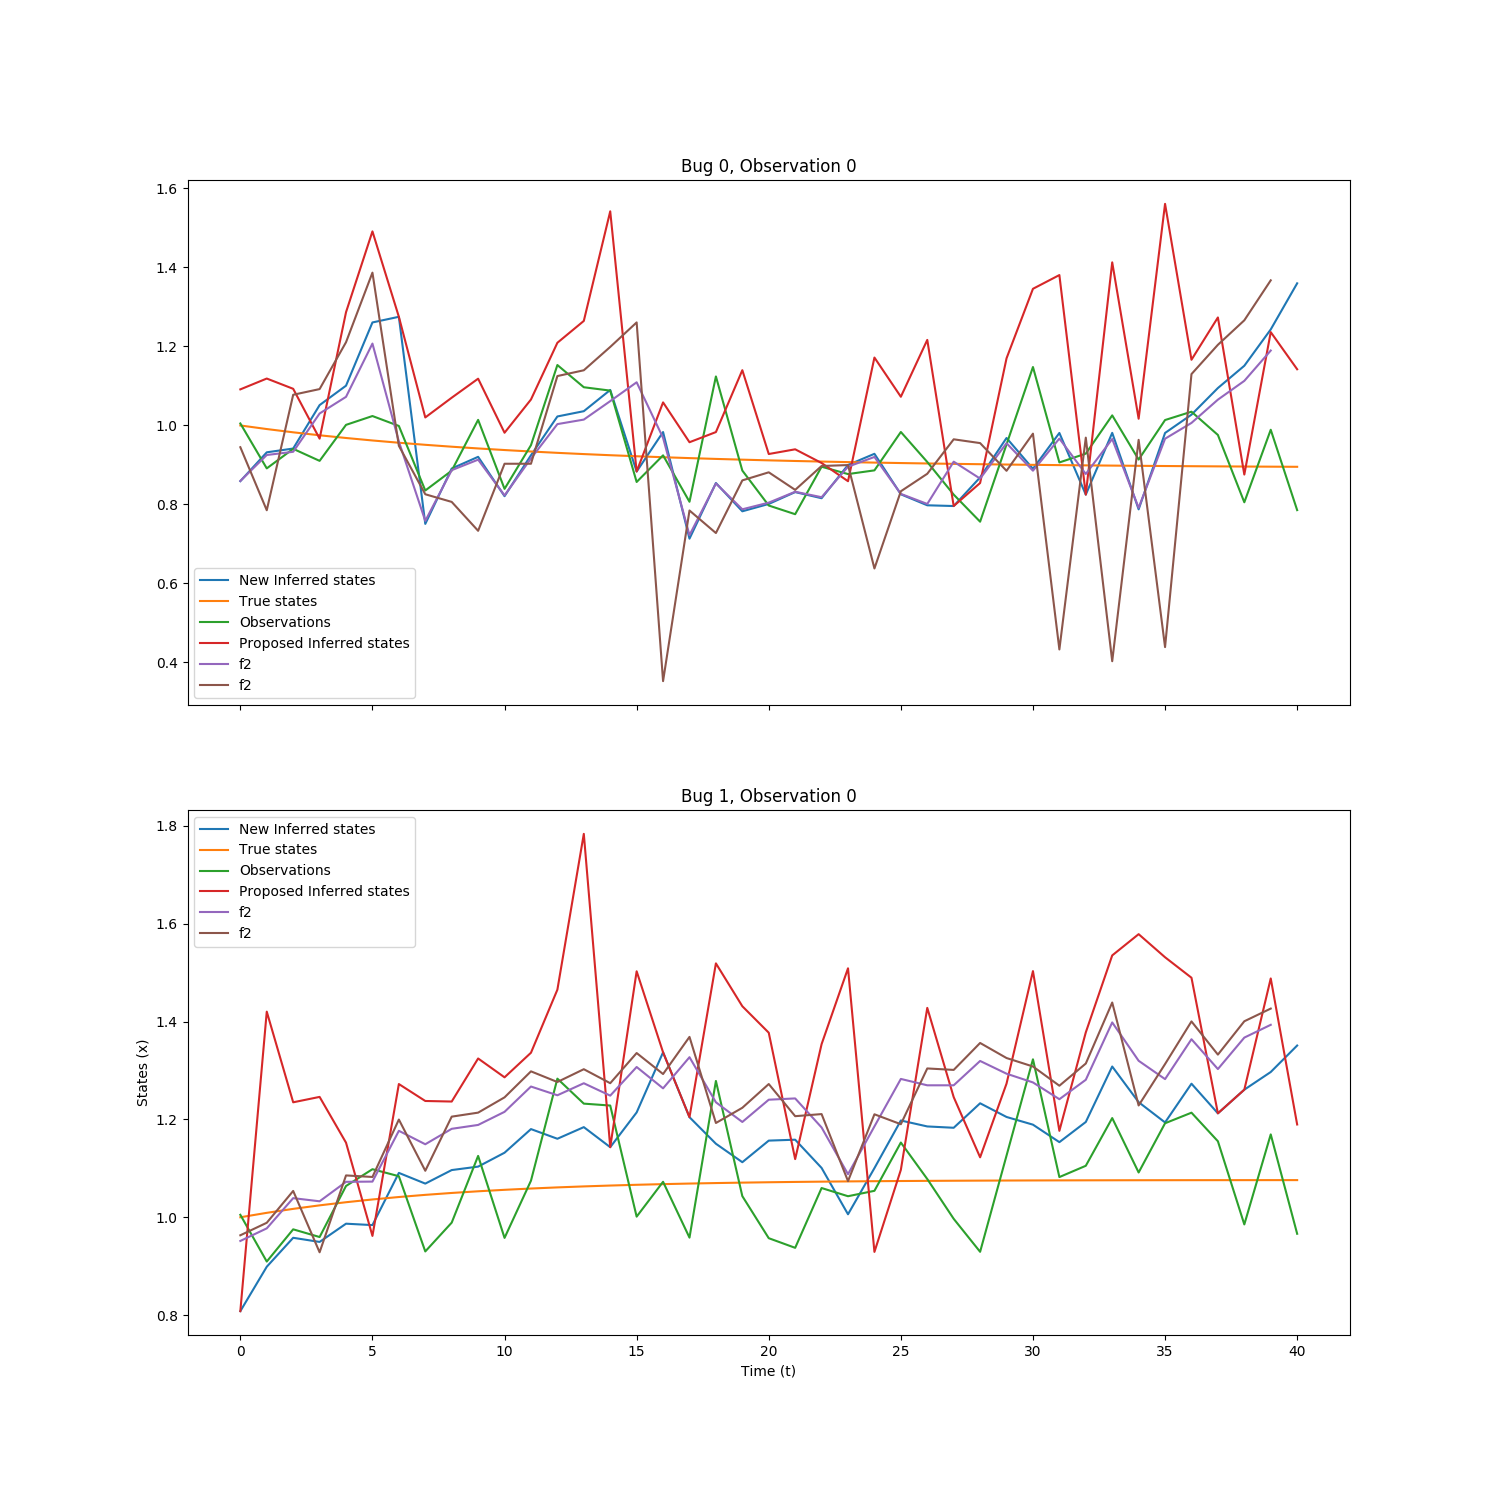 Bug 0, Observation 0
1.6
1.4
1.2
1.0
0.8
0.6
0.4
New Inferred states
True states
Observations
Proposed Inferred states
f2
f2
Bug 1, Observation 0
1.8
1.6
1.4
1.2
1.0
0.8
States (x)
New Inferred states
True states
Observations
Proposed Inferred states
f2
f2
0 5 10 15 20 25 30 35 40
Time (t)